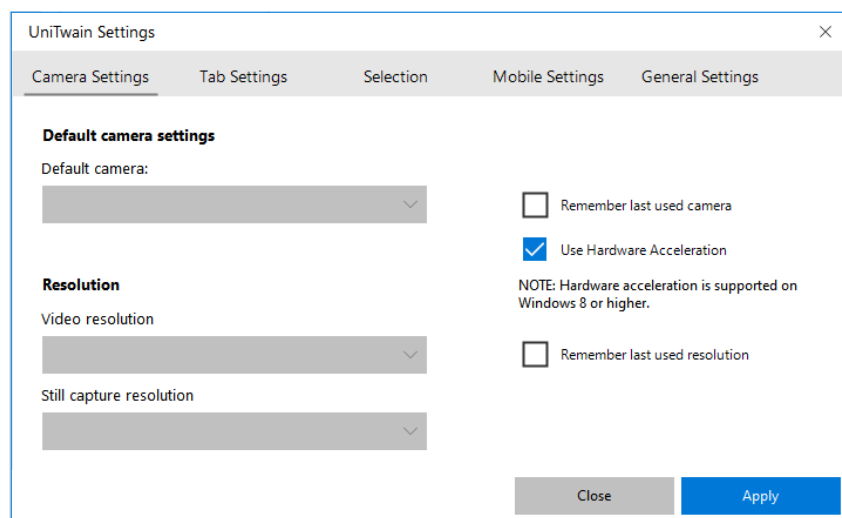 UniTwain Settings
Camera Settings Tab Settings Selection Mobile Settings General Settings
Default camera settings
Default camera:
Remember last used camera
Use Hardware Acceleration
Resolution
NOTE: Hardware acceleration is supported on
Windows 8 or higher.
Video resolution
Remember last used resolution
Still capture resolution
Close Apply